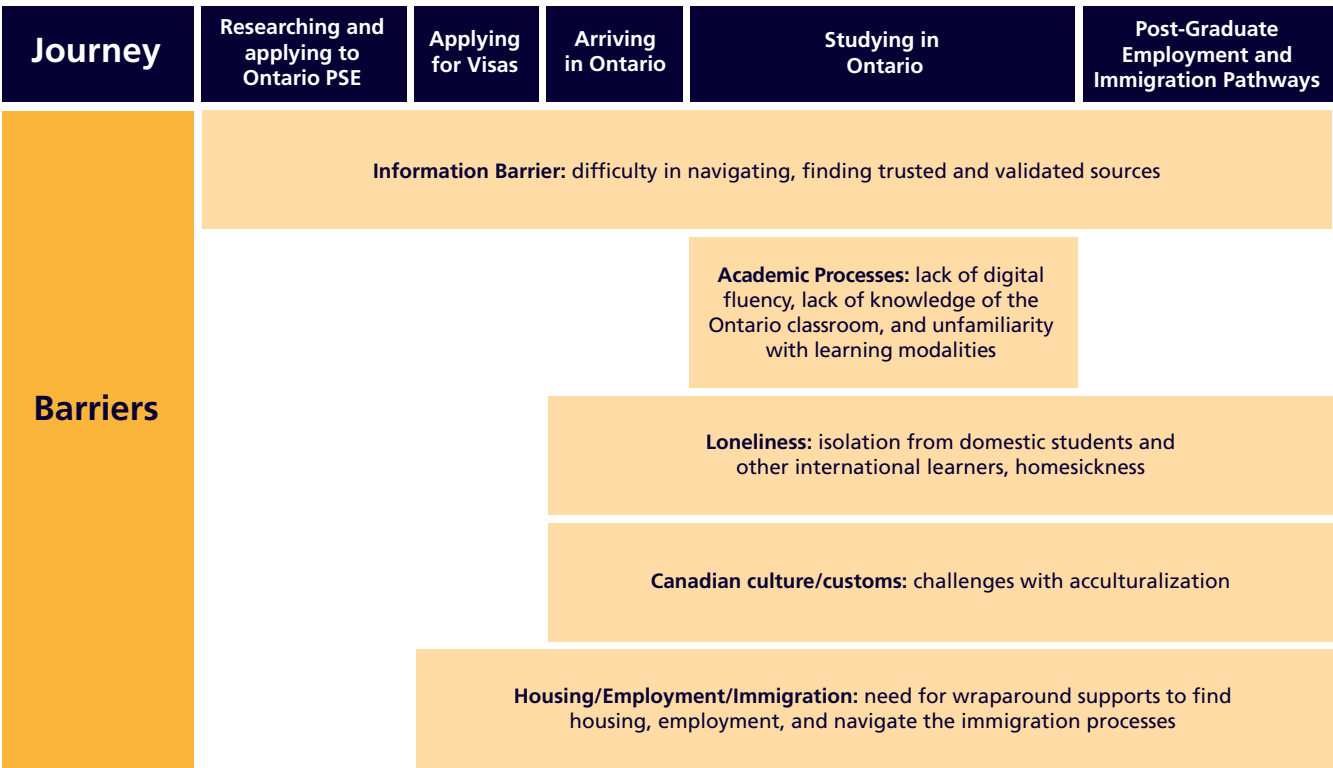 Journey
Researching and
applying to
Ontario PSE
Applying
for Visas
Arriving
in Ontario
Studying in
Ontario
Post-Graduate
Employment and
Immigration Pathways
Barriers
Information Barrier: difficulty in navigating, finding trusted and validated sources
Academic Processes: lack of digital
fluency, lack of knowledge of the
Ontario classroom, and unfamiliarity
with learning modalities
Loneliness: isolation from domestic students and
other international learners, homesickness
Canadian culture/customs: challenges with acculturalization
Housing/Employment/Immigration: need for wraparound supports to find
housing, employment, and navigate the immigration processes